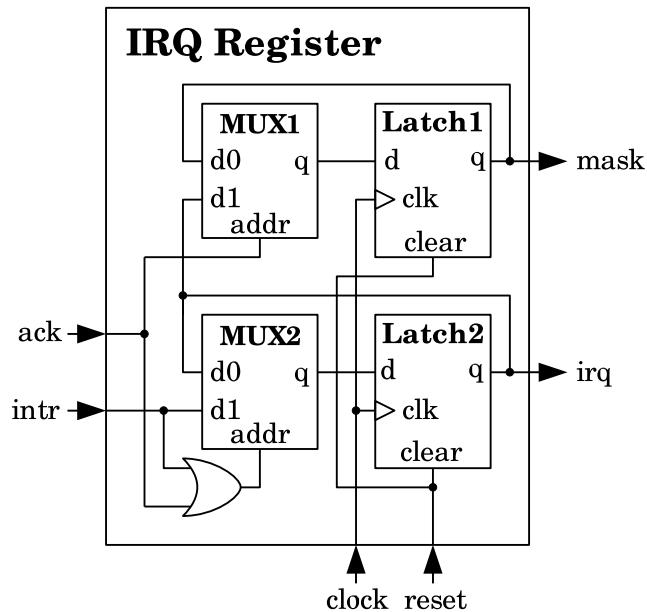 IRQ Register
MUX1
d0
q
d1
addr
Latch1
d
q
clk
clear
mask
ack
intr
MUX2
d0
q
d1
addr
Latch2
d
q
clk
clear
irq
clock
reset